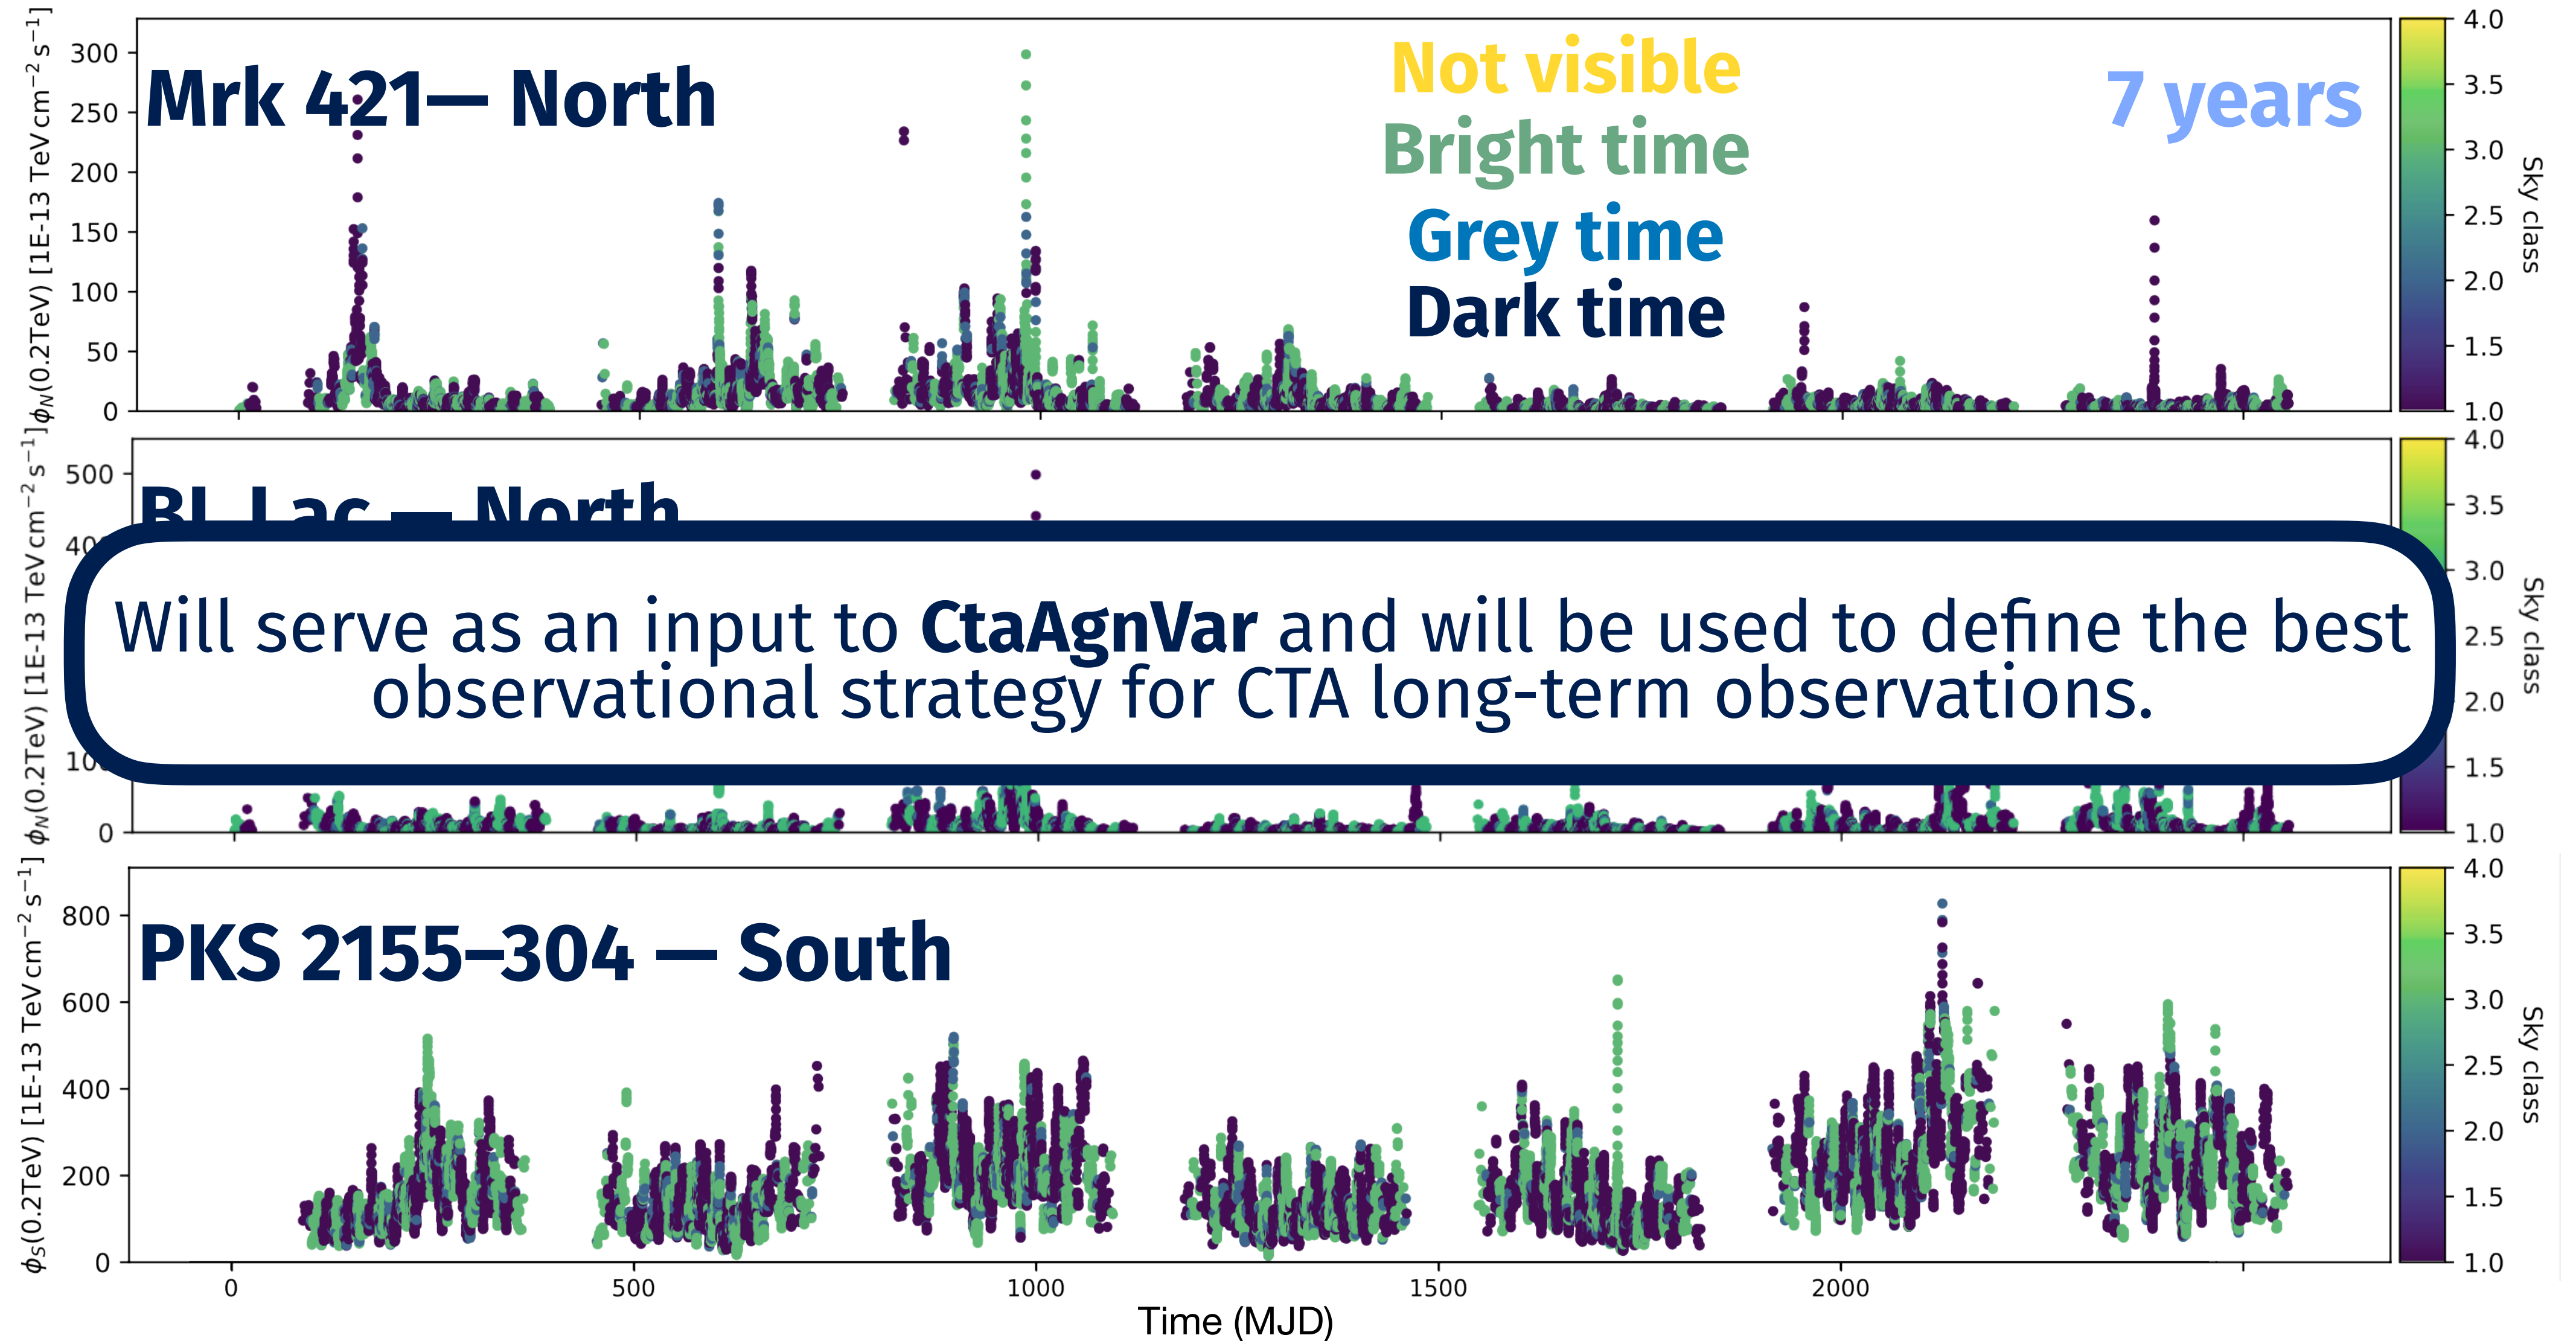 ϕN(0.2TeV) [1E-13 TeV cm−2 s−1]
300
250
200
150
100
50
0
Mrk 421— North
Not visible
Bright time
Grey time
Dark time
7 years
4.0
3.5
3.0
2.5
2.0
1.5
1.0
Sky class
ϕN(0.2TeV) [1E-13 TeV cm−2 s−1]
500
0
BL Lac — North
Will serve as an input to CtaAgnVar and will be used to define the best
observational strategy for CTA long-term observations.
4.0
3.5
3.0
2.5
2.0
1.5
1.0
Sky class
ϕS(0.2TeV) [1E-13 TeV cm−2 s−1]
800
600
400
200
0
PKS 2155–304 — South
4.0
3.5
3.0
2.5
2.0
1.5
1.0
Sky class
0 500 1000 1500 2000
Time (MJD)